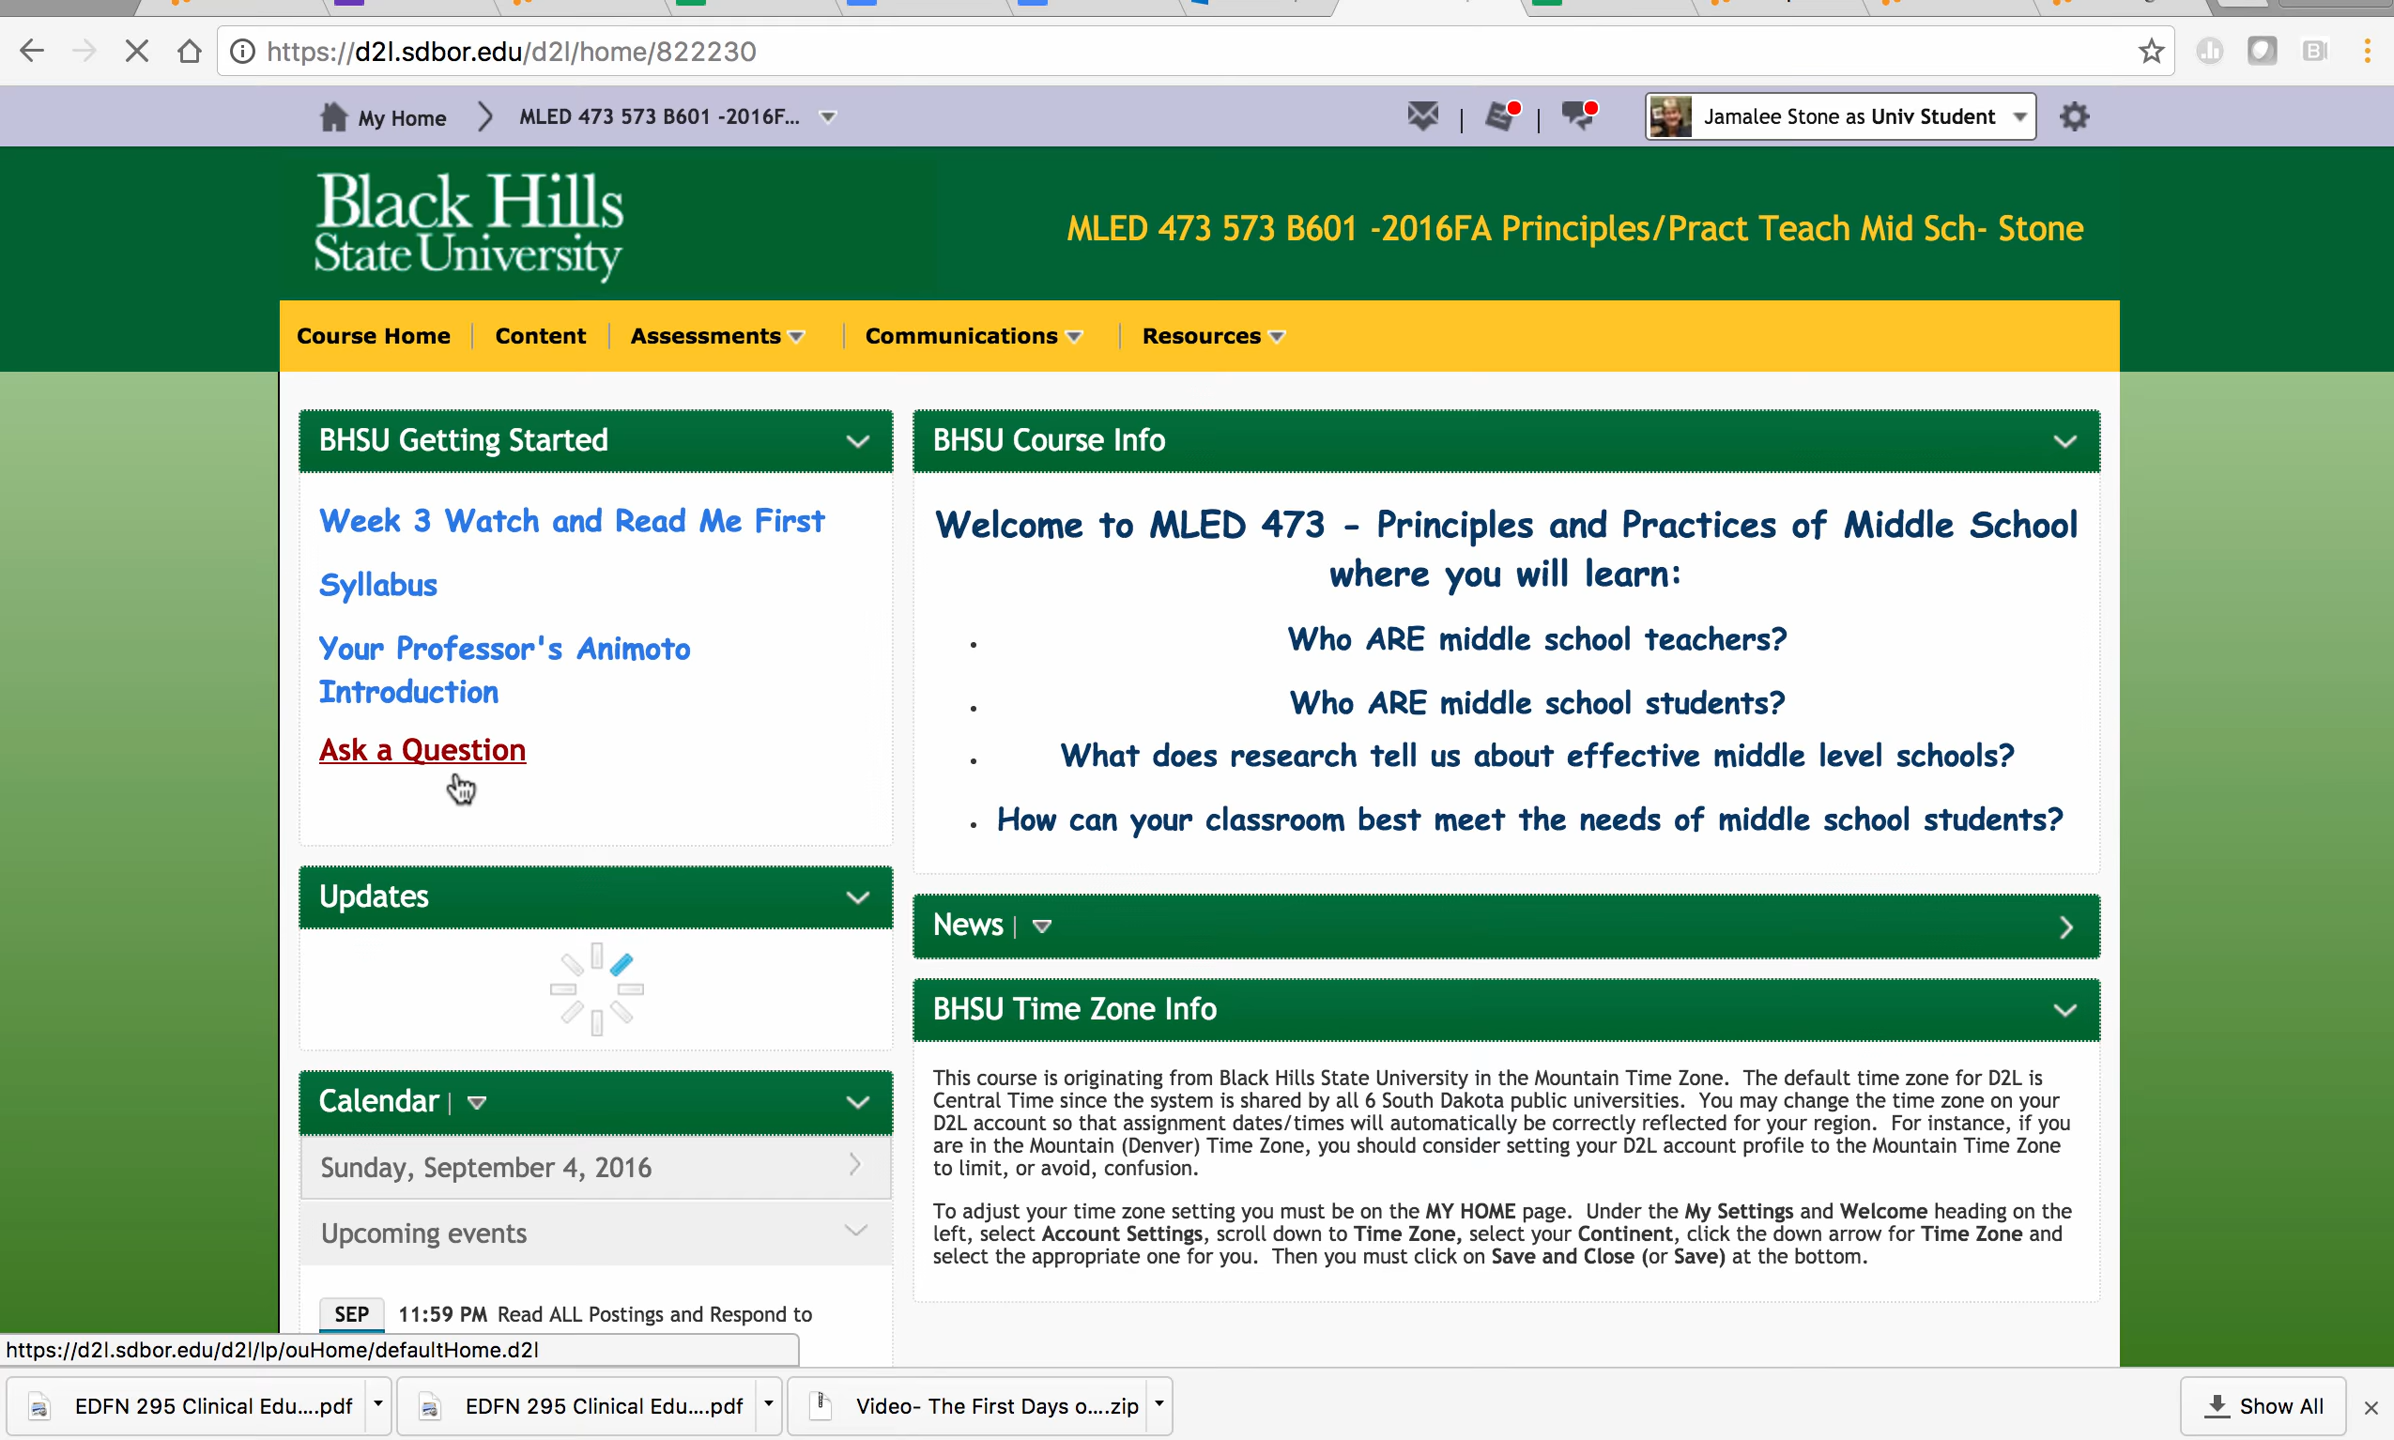 https://d2l.sdbor.edu/d2l/home/822230
My Home
MLED 473 573 B601 -2016F...
Jamalee Stone as Univ Student
Black Hills
State University
MLED 473 573 B601 -2016FA Principles/Pract Teach Mid Sch- Stone
Course Home
Content
Assessments
Communications
Resources
BHSU Getting Started
Week 3 Watch and Read Me First
Syllabus
Your Professor's Animoto
Introduction
Ask a Question
Updates
Calendar
Sunday, September 4, 2016
Upcoming events
SEP
11:59 PM Read ALL Postings and Respond to
BHSU Course Info
Welcome to MLED 473 - Principles and Practices of Middle School
where you will learn:
Who ARE middle school teachers?
Who ARE middle school students?
What does research tell us about effective middle level schools?
How can your classroom best meet the needs of middle school students?
News
BHSU Time Zone Info
This course is originating from Black Hills State University in the Mountain Time Zone. The default time zone for D2L is
Central Time since the system is shared by all 6 South Dakota public universities. You may change the time zone on your
D2L account so that assignment dates/times will automatically be correctly reflected for your region. For instance, if you
are in the Mountain (Denver) Time Zone, you should consider setting your D2L account profile to the Mountain Time Zone
to limit, or avoid, confusion.
To adjust your time zone setting you must be on the MY HOME page. Under the My Settings and Welcome heading on the
left, select Account Settings, scroll down to Time Zone, select your Continent, click the down arrow for Time Zone and
select the appropriate one for you. Then you must click on Save and Close (or Save) at the bottom.
https://d2l.sdbor.edu/d2l/lp/ouHome/defaultHome.d2l
EDFN 295 Clinical Edu....pdf
EDFN 295 Clinical Edu....pdf
Video- The First Days o....zip
Show All